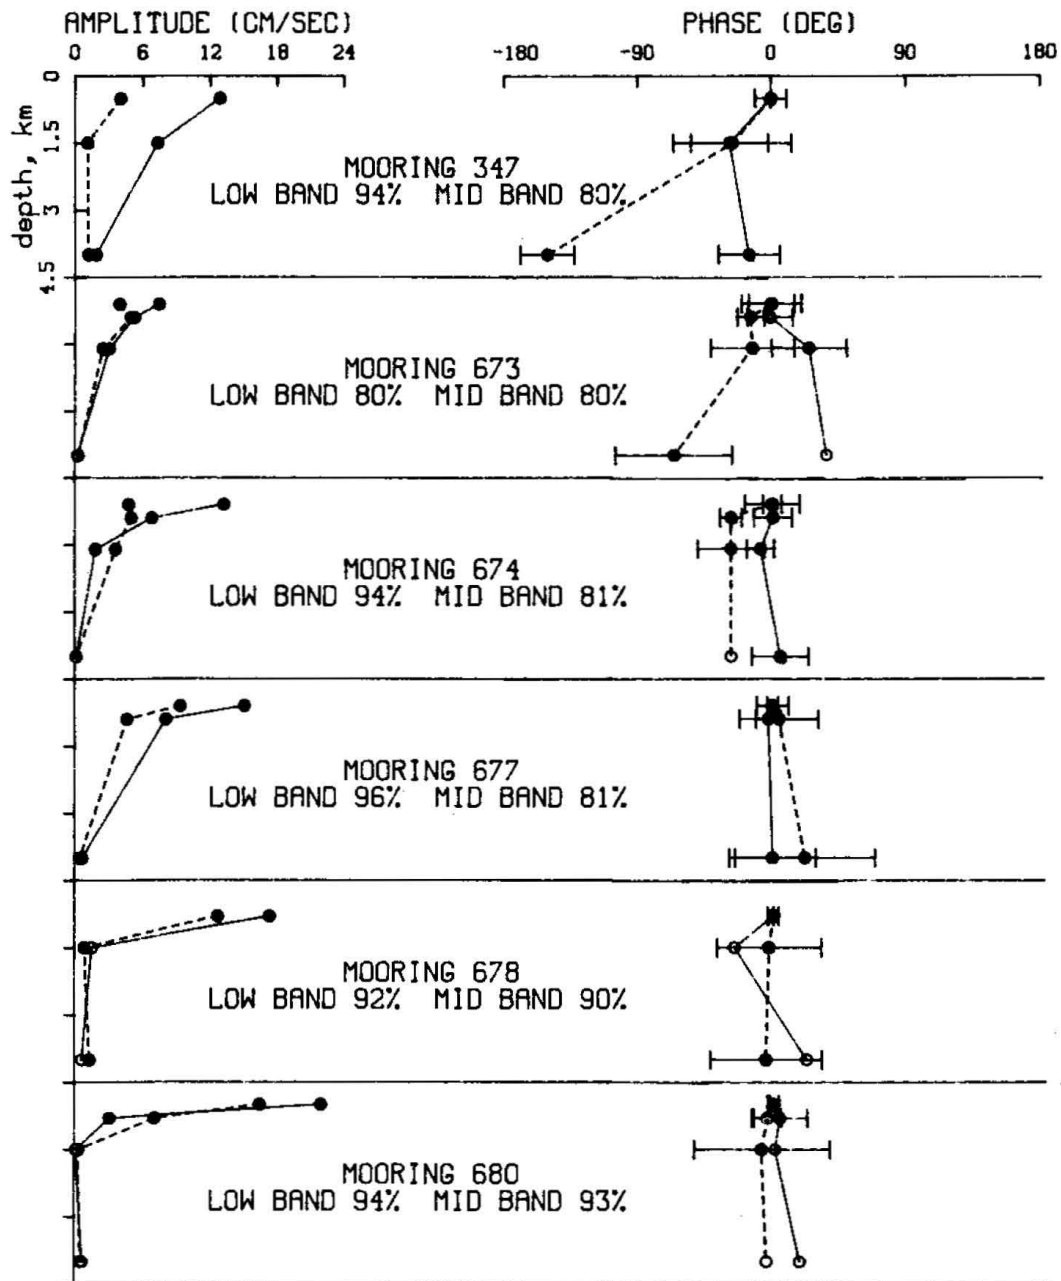 AMPLITUDE (CM/SEC) PHASE (DEG)
0 6 12 18 24 -180 -90 0 90 180
0
1.5
3
4.5
depth, km
MOORING 347
LOW BAND 94% MID BAND 80%
MOORING 673
LOW BAND 80% MID BAND 80%
MOORING 674
LOW BAND 94% MID BAND 81%
MOORING 677
LOW BAND 96% MID BAND 81%
MOORING 678
LOW BAND 92% MID BAND 90%
MOORING 680
LOW BAND 94% MID BAND 93%